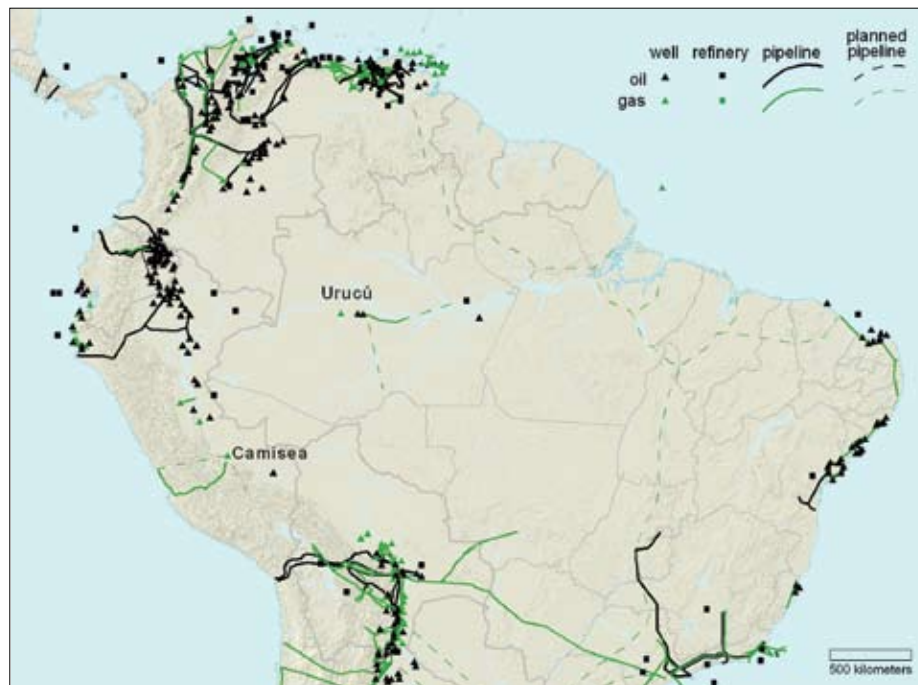 planned
well refinery pipeline pipeline
oil
gas
Urucú
Camisea
500 kilometers